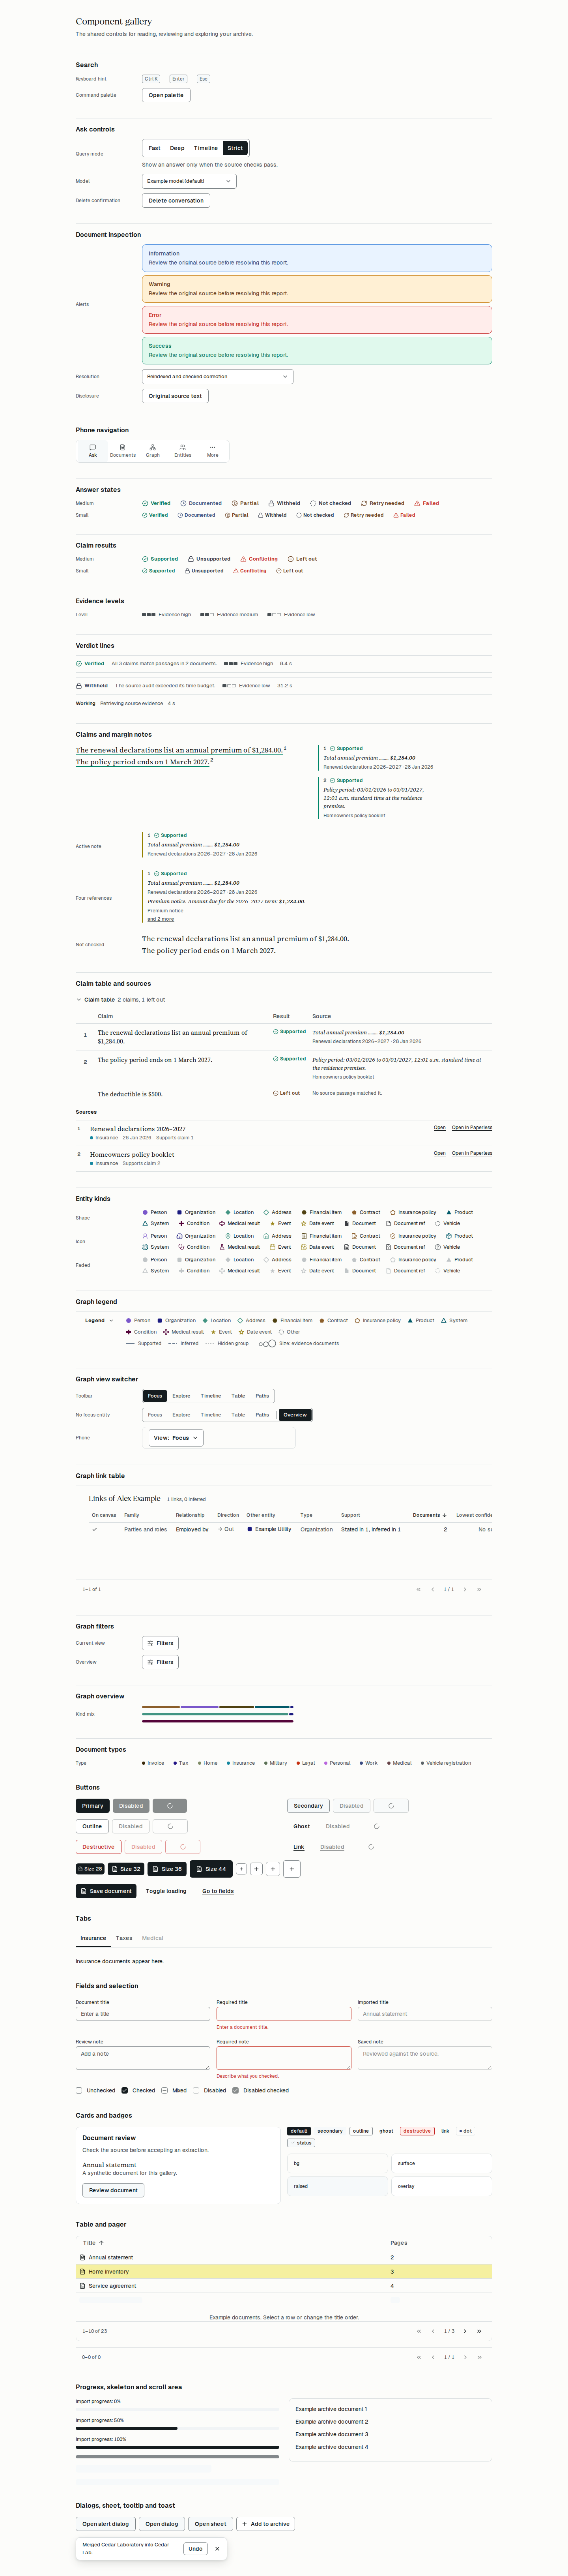 Component gallery
The shared controls for reading, reviewing and exploring your archive.
Search
Keyboard hint
Ctrl K Enter Esc
Command palette
Open palette
Ask controls
Query mode
Fast Deep Timeline Strict
Show an answer only when the source checks pass.
Model
Example model (default)
Delete confirmation
Delete conversation
Document inspection
Alerts
Information
Review the original source before resolving this report.
Warning
Review the original source before resolving this report.
Error
Review the original source before resolving this report.
Success
Review the original source before resolving this report.
Resolution
Reindexed and checked correction
Disclosure
Original source text
Phone navigation
Ask Documents Graph Entities More
Answer states
Medium
Verified Documented Partial Withheld Not checked Retry needed Failed
Small
Verified Documented Partial Withheld Not checked Retry needed Failed
Claim results
Medium
Supported Unsupported Conflicting Left out
Small
Supported Unsupported Conflicting Left out
Evidence levels
Level
Evidence high Evidence medium Evidence low
Verdict lines
Verified All 3 claims match passages in 2 documents. Evidence high 8.4 s
Withheld The source audit exceeded its time budget. Evidence low 31.2 s
Working Retrieving source evidence 4 s
Claims and margin notes
The renewal declarations list an annual premium of $1,284.00. 1
The policy period ends on 1 March 2027. 2
1 Supported
Total annual premium ...... $1,284.00
Renewal declarations 2026–2027 · 28 Jan 2026
2 Supported
Policy period: 03/01/2026 to 03/01/2027,
12:01 a.m. standard time at the residence
premises.
Homeowners policy booklet
Active note
1 Supported
Total annual premium ...... $1,284.00
Renewal declarations 2026–2027 · 28 Jan 2026
Four references
1 Supported
Total annual premium ...... $1,284.00
Renewal declarations 2026–2027 · 28 Jan 2026
Premium notice. Amount due for the 2026–2027 term: $1,284.00.
Premium notice
and 2 more
Not checked
The renewal declarations list an annual premium of $1,284.00.
The policy period ends on 1 March 2027.
Claim table and sources
Claim table 2 claims, 1 left out
Claim Result Source
1 The renewal declarations list an annual premium of
$1,284.00.
Supported
Total annual premium ...... $1,284.00
Renewal declarations 2026–2027 · 28 Jan 2026
2 The policy period ends on 1 March 2027.
Supported
Policy period: 03/01/2026 to 03/01/2027, 12:01 a.m. standard time at
the residence premises.
Homeowners policy booklet
The deductible is $500.
Left out
No source passage matched it.
Sources
1 Renewal declarations 2026–2027 Open Open in Paperless
Insurance 28 Jan 2026 Supports claim 1
2 Homeowners policy booklet Open Open in Paperless
Insurance Supports claim 2
Entity kinds
Shape
Person Organization Location Address Financial item Contract Insurance policy Product
System Condition Medical result Event Date event Document Document ref Vehicle
Icon
Person Organization Location Address Financial item Contract Insurance policy Product
System Condition Medical result Event Date event Document Document ref Vehicle
Faded
Person Organization Location Address Financial item Contract Insurance policy Product
System Condition Medical result Event Date event Document Document ref Vehicle
Graph legend
Legend
Person Organization Location Address Financial item Contract Insurance policy Product System
Condition Medical result Event Date event Other
Supported Inferred Hidden group Size: evidence documents
Graph view switcher
Toolbar
Focus Explore Timeline Table Paths
No focus entity
Focus Explore Timeline Table Paths Overview
Phone
View: Focus
Graph link table
Links of Alex Example 1 links, 0 inferred
On canvas Family Relationship Direction Other entity Type Support Documents Lowest confide
Parties and roles Employed by Out Example Utility Organization Stated in 1, inferred in 1 2 No sc
1–1 of 1
1 / 1
Graph filters
Current view
Filters
Overview
Filters
Graph overview
Kind mix
Document types
Type
Invoice Tax Home Insurance Military Legal Personal Work Medical Vehicle registration
Buttons
Primary Disabled
Secondary Disabled
Outline Disabled
Ghost Disabled
Destructive Disabled
Link Disabled
Size 28 Size 32 Size 36 Size 44
Save document Toggle loading Go to fields
Tabs
Insurance Taxes Medical
Insurance documents appear here.
Fields and selection
Document title Required title Imported title
Enter a title
Annual statement
Enter a document title.
Review note Required note Saved note
Add a note
Reviewed against the source.
Describe what you checked.
Unchecked Checked Mixed Disabled Disabled checked
Cards and badges
Document review
Check the source before accepting an extraction.
Annual statement
A synthetic document for this gallery.
Review document
default secondary outline ghost destructive link dot
status
bg surface
raised overlay
Table and pager
Title Pages
Annual statement 2
Home inventory 3
Service agreement 4
Example documents. Select a row or change the title order.
1–10 of 23
1 / 3
0–0 of 0
1 / 1
Progress, skeleton and scroll area
Import progress: 0%
Import progress: 50%
Import progress: 100%
Example archive document 1
Example archive document 2
Example archive document 3
Example archive document 4
Dialogs, sheet, tooltip and toast
Open alert dialog Open dialog Open sheet Add to archive
Merged Cedar Laboratory into Cedar
Lab.
Undo